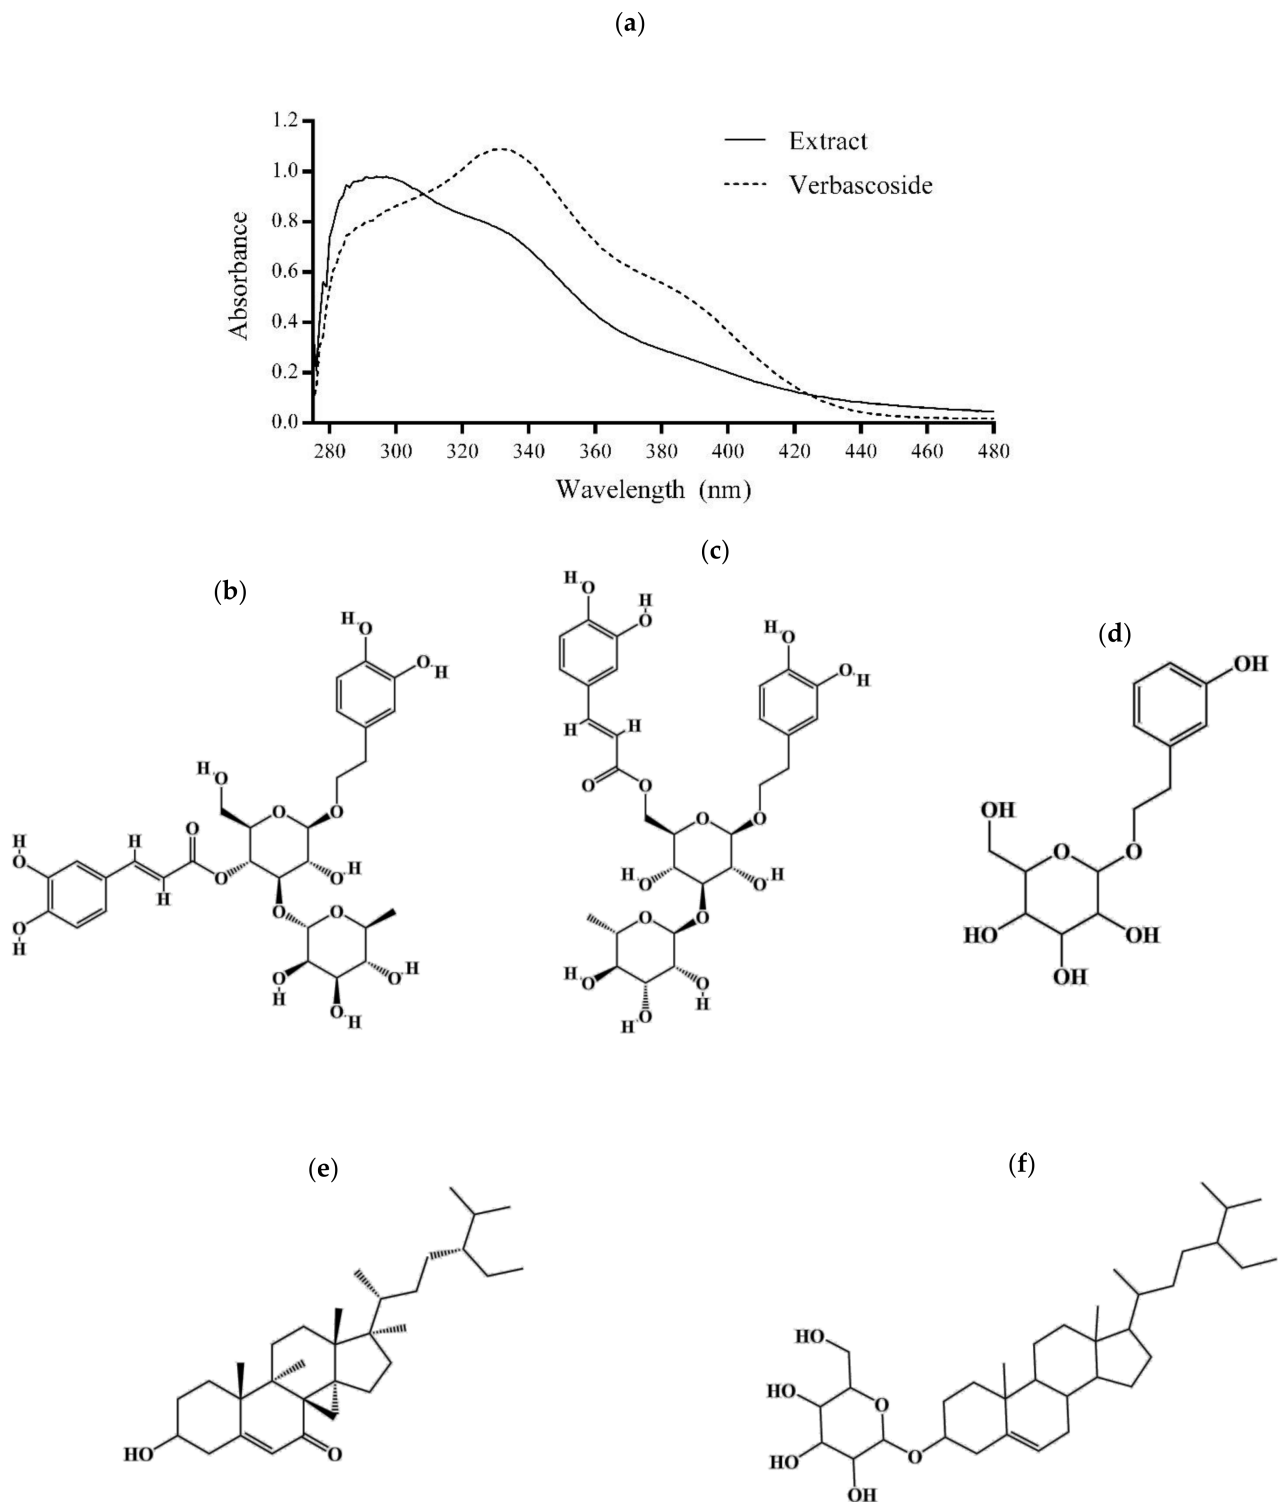 (a)
1.2
1.0
0.8
0.6
0.4
0.2
0.0
Absorbance
Extract
Verbascoside
280 300 320 340 360 380 400 420 440 460 480
Wavelength (nm)
(b)
H O
O H
H O
O
O
H
O
O
O
H
H
O
H
O
O H
O
O
H
O
H
O H
O H
(c)
H O
H
O
H
H
O
O
H O
O H
O
O
H O
O H
O
O
H O
H O
O
H
(d)
OH
OH
O
O
HO
OH
OH
(e)
HO
O
(f)
HO
HO
O
HO
O
OH